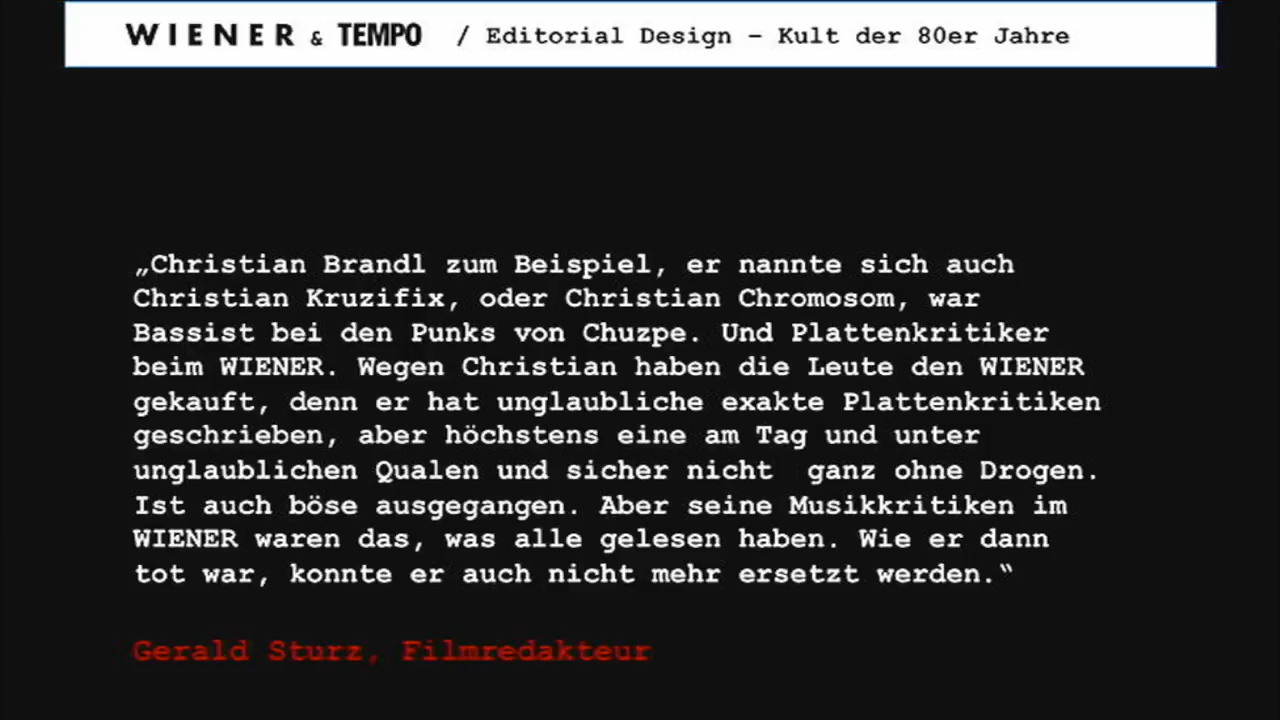 WIENER & TEMPO / Editorial Design – Kult der 80er Jahre
„Christian Brandl zum Beispiel, er nannte sich auch
Christian Kruzifix, oder Christian Chromosom, war
Bassist bei den Punks von Chuzpe. Und Plattenkritiker
beim WIENER. Wegen Christian haben die Leute den WIENER
gekauft, denn er hat unglaubliche exakte Plattenkritiken
geschrieben, aber höchstens eine am Tag und unter
unglaublichen Qualen und sicher nicht  ganz ohne Drogen.
Ist auch böse ausgegangen. Aber seine Musikkritiken im
WIENER waren das, was alle gelesen haben. Wie er dann
tot war, konnte er auch nicht mehr ersetzt werden.“
Gerald Sturz, Filmredakteur